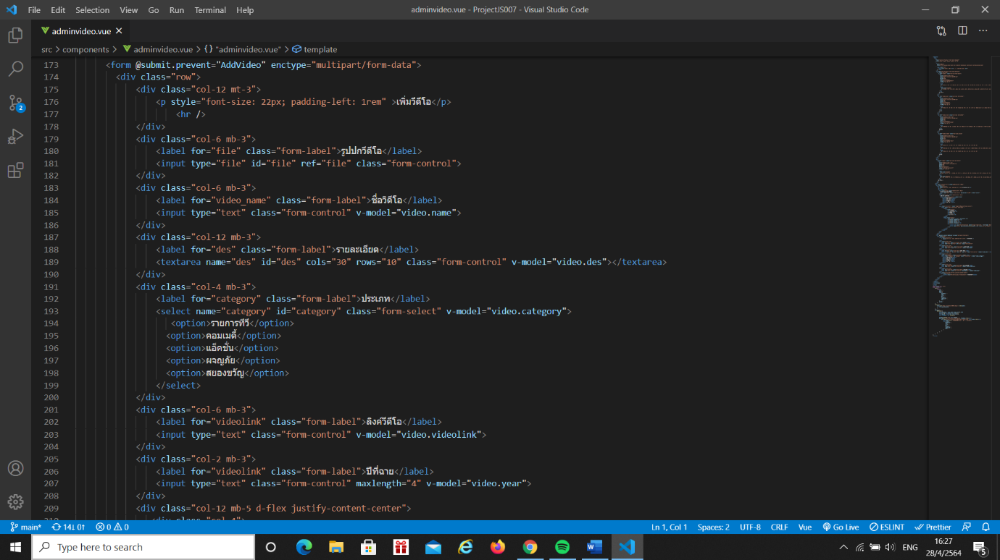 File Edit Selection View Go Run Terminal Help
adminvideo.vue - ProjectJS007 - Visual Studio Code
adminvideo.vue
src > components > adminvideo.vue > {} "adminvideo.vue" > template
173 <form @submit.prevent="AddVideo" enctype="multipart/form-data">
174 <div class="row">
175 <div class="col-12 mt-3">
176 <p style="font-size: 22px; padding-left: 1rem" >เพิ่มวีดีโอ</p>
177 <hr />
178 </div>
179 <div class="col-6 mb-3">
180 <label for="file" class="form-label">รูปปกวีดีโอ</label>
181 <input type="file" id="file" ref="file" class="form-control">
182 </div>
183 <div class="col-6 mb-3">
184 <label for="video_name" class="form-label">ชื่อวิดีโอ</label>
185 <input type="text" class="form-control" v-model="video.name">
186 </div>
187 <div class="col-12 mb-3">
188 <label for="des" class="form-label">รายละเอียด</label>
189 <textarea name="des" id="des" cols="30" rows="10" class="form-control" v-model="video.des"></textarea>
190 </div>
191 <div class="col-4 mb-3">
192 <label for="category" class="form-label">ประเภท</label>
193 <select name="category" id="category" class="form-select" v-model="video.category">
194 <option>รายการทีวี</option>
195 <option>คอมเมดี้</option>
196 <option>แอ็คชั่น</option>
197 <option>ผจญภัย</option>
198 <option>สยองขวัญ</option>
199 </select>
200 </div>
201 <div class="col-6 mb-3">
202 <label for="videolink" class="form-label">ลิงค์วีดีโอ</label>
203 <input type="text" class="form-control" v-model="video.videolink">
204 </div>
205 <div class="col-2 mb-3">
206 <label for="videolink" class="form-label">ปีที่ฉาย</label>
207 <input type="text" class="form-control" maxlength="4" v-model="video.year">
208 </div>
209 <div class="col-12 mb-5 d-flex justify-content-center">
2
main* 14↓ 0↑ 0 0 Ln 1, Col 1 Spaces: 2 UTF-8 CRLF Vue Go Live ESLINT Prettier
Type here to search
ENG
16:27
28/4/2564
5